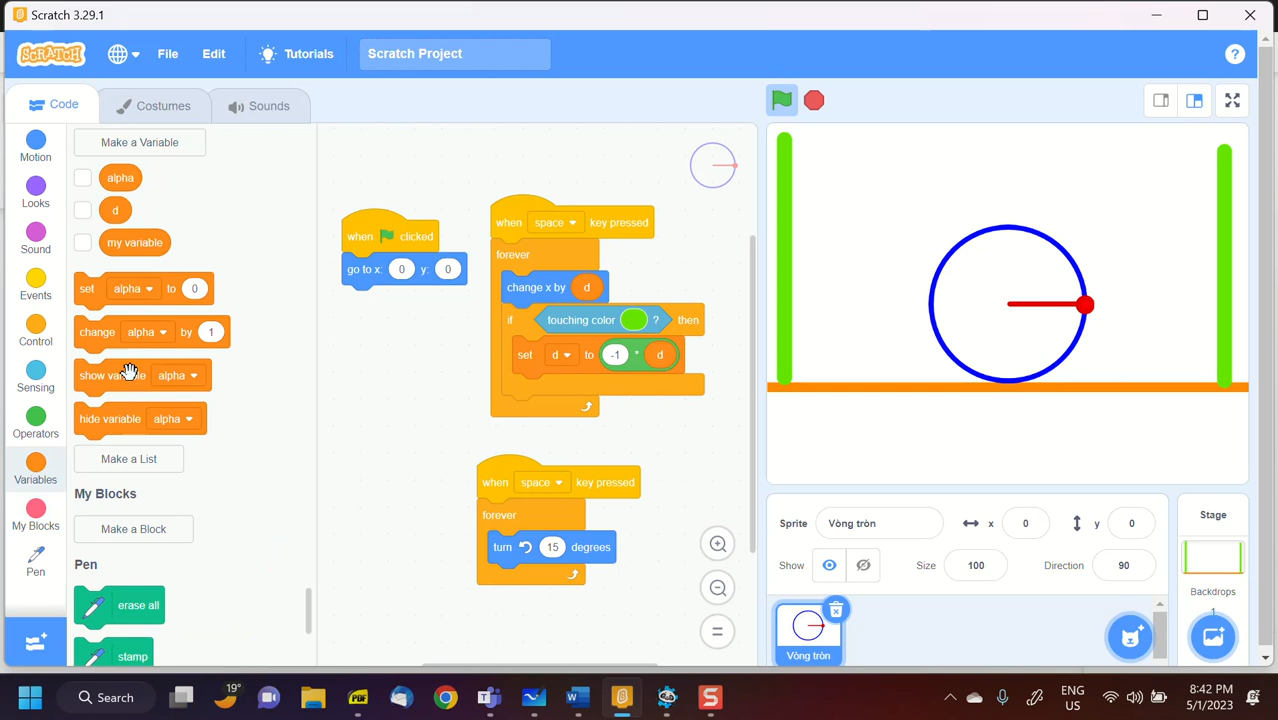 Scratch 3.29.1
SCRATCH
File
Edit
Tutorials
Scratch Project
?
Code
Costumes
Sounds
Motion
Looks
Sound
Events
Control
Sensing
Operators
Variables
My Blocks
Pen
Make a Variable
alpha
d
my variable
set alpha to 0
change alpha by 1
show variable alpha
hide variable alpha
Make a List
My Blocks
Make a Block
Pen
erase all
stamp
when clicked
go to x: 0 y: 0
when space key pressed
forever
change x by d
if touching color ? then
set d to -1 * d
when space key pressed
forever
turn 15 degrees
Sprite Vòng tròn x 0 y 0
Show Size 100 Direction 90
Vòng tròn
Stage
Backdrops
1
Search
19°
ENG
US
8:42 PM
5/1/2023